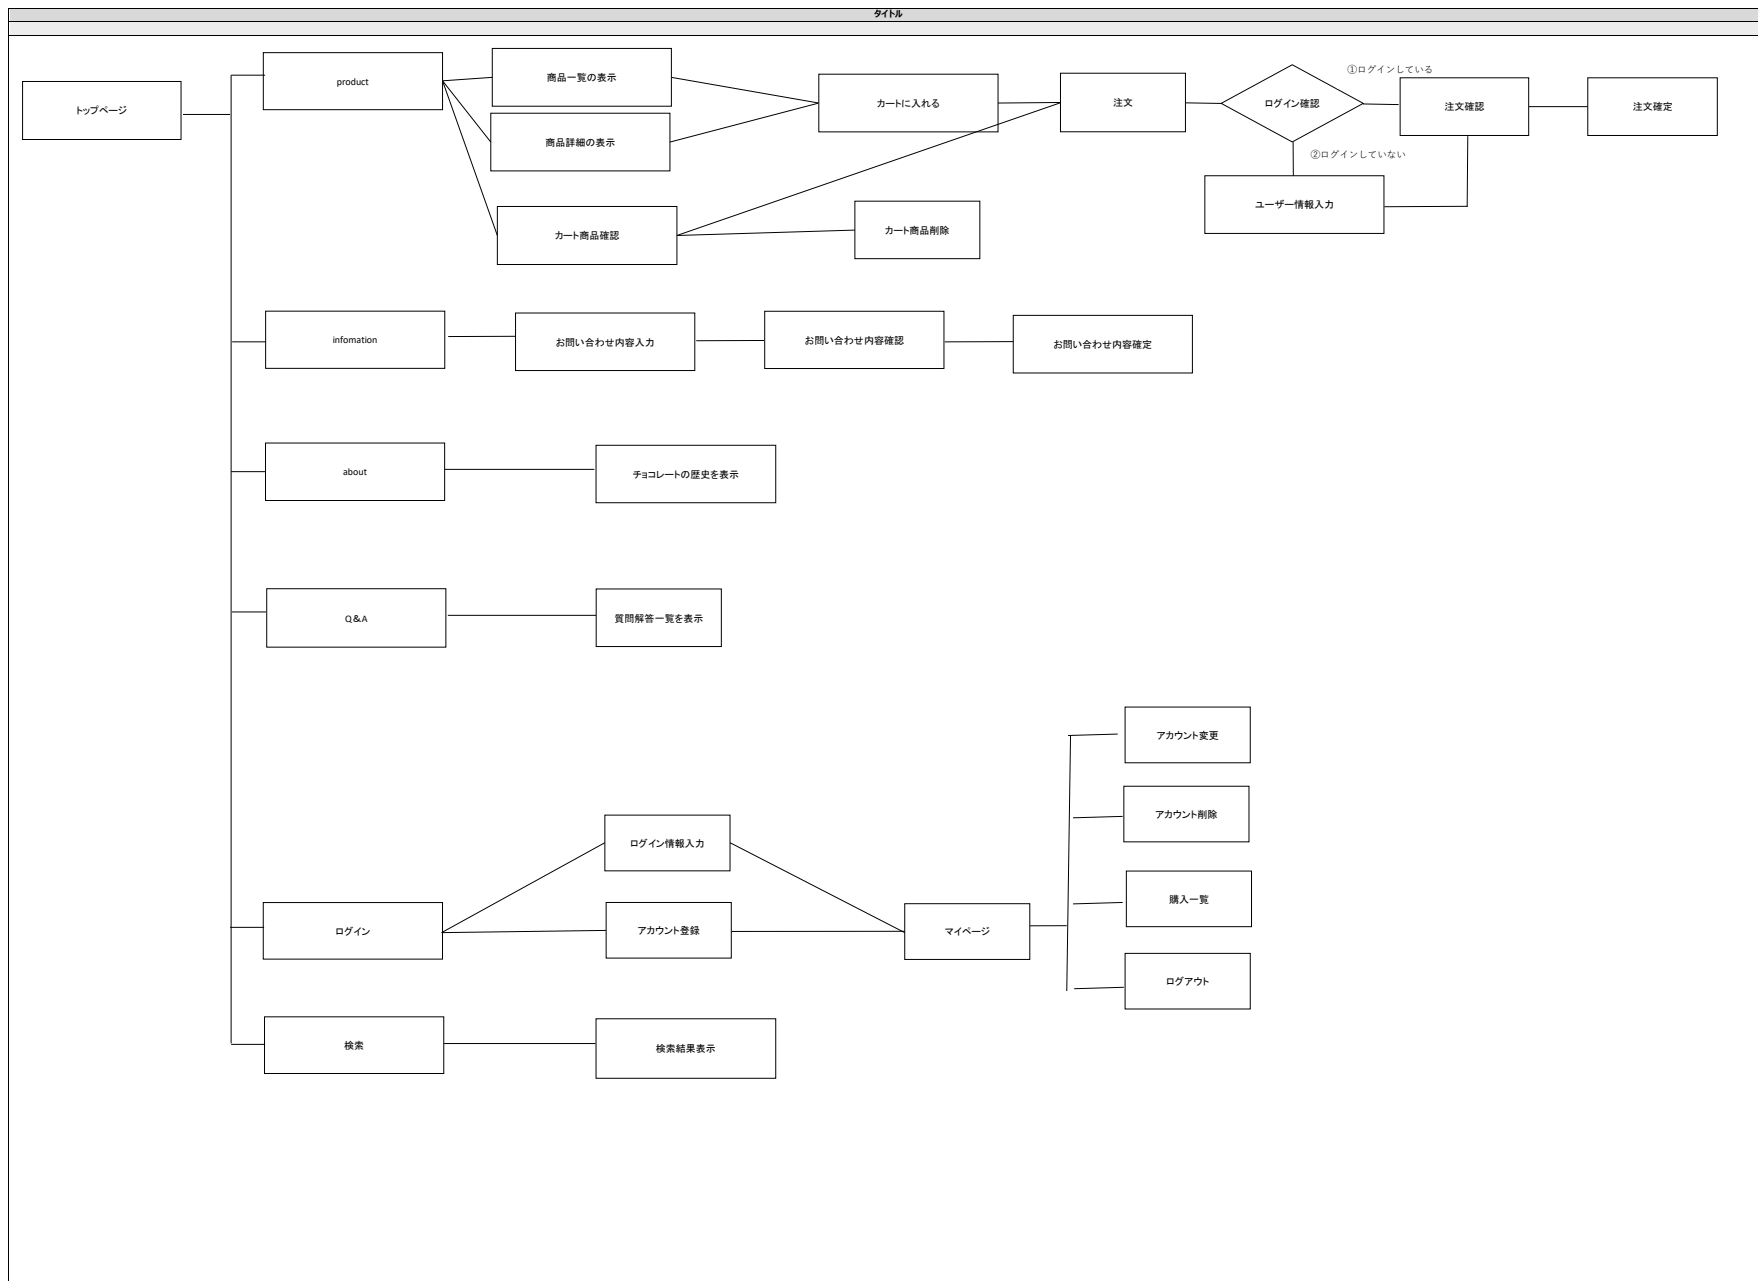 タイトル
トップページ
product
商品一覧の表示
商品詳細の表示
カート商品確認
カートに入れる
カート商品削除
注文
ログイン確認
①ログインしている
②ログインしていない
ユーザー情報入力
注文確認
注文確定
infomation
お問い合わせ内容入力
お問い合わせ内容確認
お問い合わせ内容確定
about
チョコレートの歴史を表示
Q&A
質問解答一覧を表示
ログイン
ログイン情報入力
アカウント登録
マイページ
アカウント変更
アカウント削除
購入一覧
ログアウト
検索
検索結果表示